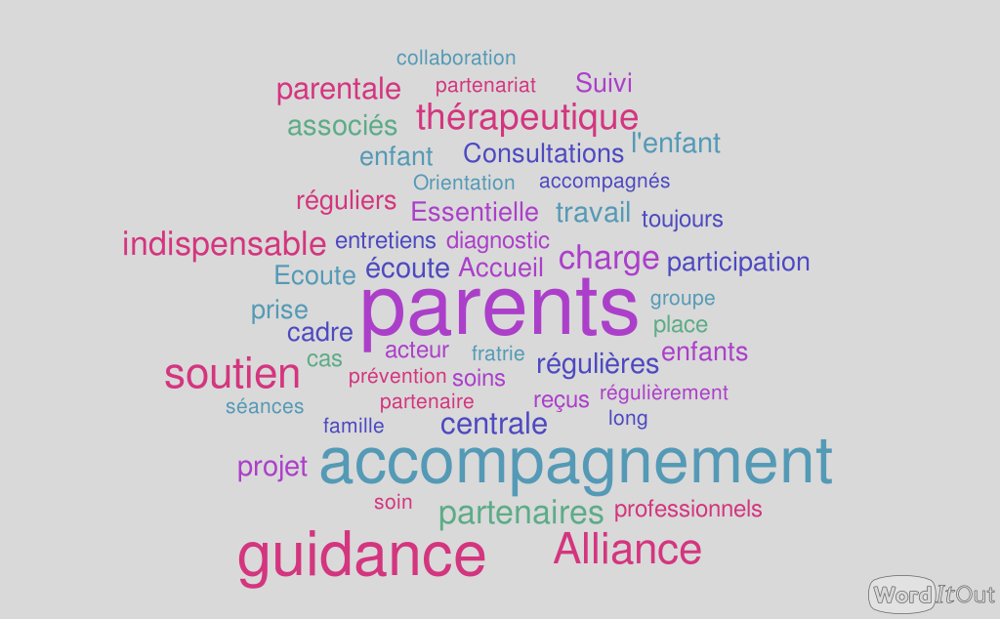 collaboration
parentale partenariat Suivi
associés thérapeutique
enfant Consultations l'enfant
Orientation accompagnés
réguliers Essentielle travail toujours
indispensable entretiens diagnostic
Ecoute écoute Accueil charge participation
prise parents groupe
cadre place
cas acteur fratrie régulières enfants
soutien prévention soins
séances partenaire reçus régulièrement
famille centrale long
projet accompagnement
soin partenaires professionnels
guidance Alliance
WordItOut